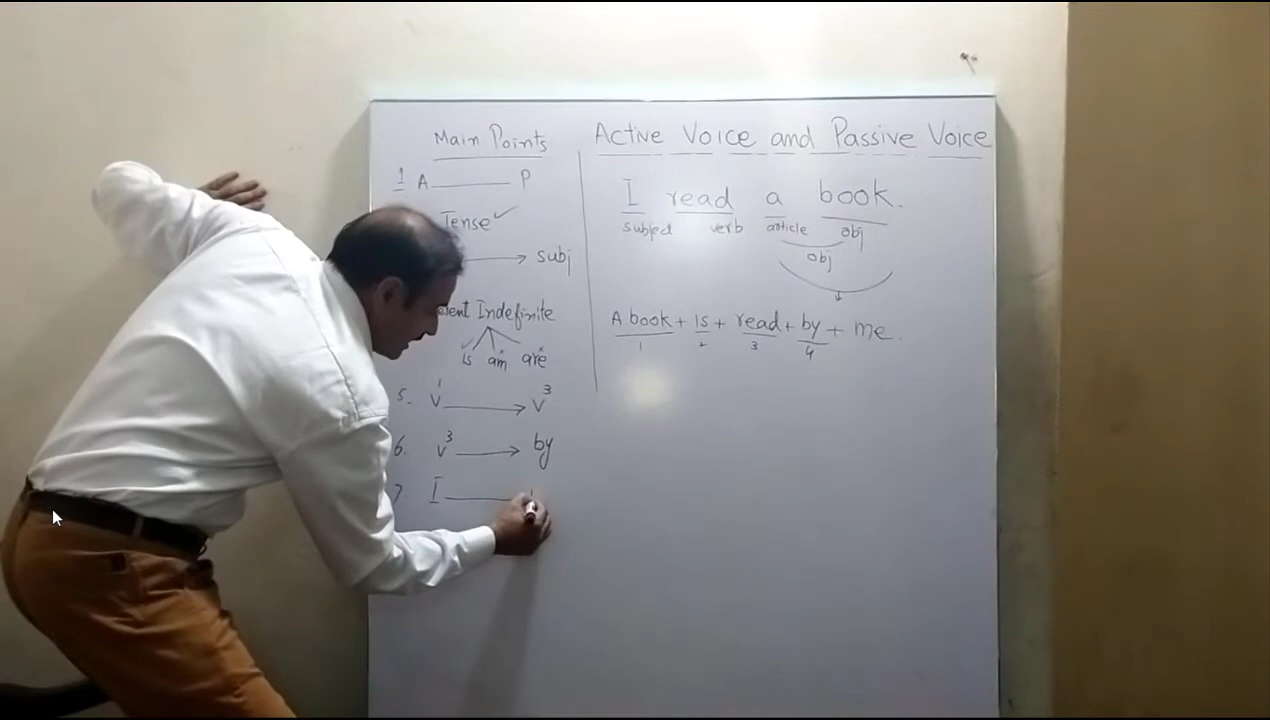 Main Points
1 A P
Tense ✓
→ subj
Indefinite
is am are
5. V¹ → V³
6. V³ → by
7. I
Active Voice and Passive Voice
I read a book.
subject verb article obj
obj
A book + is + read + by + me.
1 2 3 4